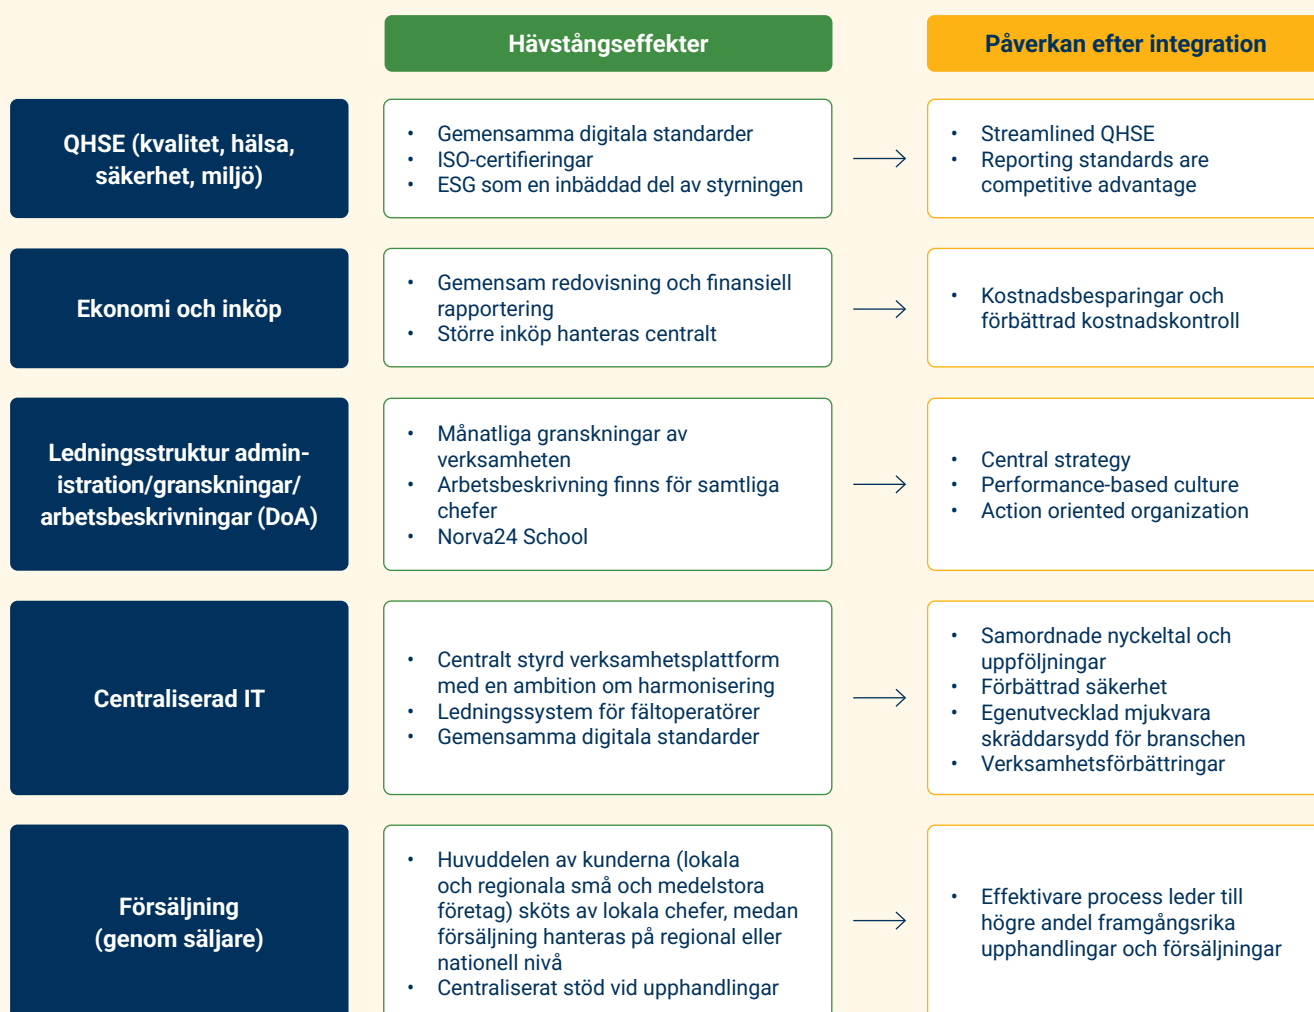 Hävstångseffekter
Påverkan efter integration
QHSE (kvalitet, hälsa,
säkerhet, miljö)
• Gemensamma digitala standarder
• ISO-certifieringar
• ESG som en inbäddad del av styrningen
• Streamlined QHSE
• Reporting standards are
competitive advantage
Ekonomi och inköp
• Gemensam redovisning och finansiell
rapportering
• Större inköp hanteras centralt
• Kostnadsbesparingar och
förbättrad kostnadskontroll
Ledningsstruktur admin-
istration/granskningar/
arbetsbeskrivningar (DoA)
• Månatliga granskningar av
verksamheten
• Arbetsbeskrivning finns för samtliga
chefer
• Norva24 School
• Central strategy
• Performance-based culture
• Action oriented organization
Centraliserad IT
• Centralt styrd verksamhetsplattform
med en ambition om harmonisering
• Ledningssystem för fältoperatörer
• Gemensamma digitala standarder
• Samordnade nyckeltal och
uppföljningar
• Förbättrad säkerhet
• Egenutvecklad mjukvara
skräddarsydd för branschen
• Verksamhetsförbättringar
Försäljning
(genom säljare)
• Huvuddelen av kunderna (lokala
och regionala små och medelstora
företag) sköts av lokala chefer, medan
försäljning hanteras på regional eller
nationell nivå
• Centraliserat stöd vid upphandlingar
• Effektivare process leder till
högre andel framgångsrika
upphandlingar och försäljningar